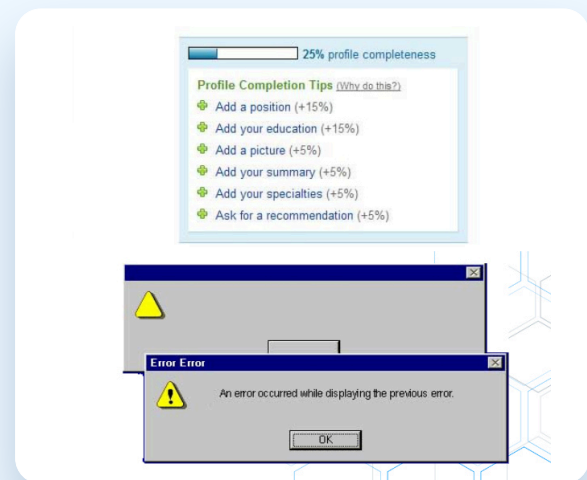 25% profile completeness
Profile Completion Tips (Why do this?)
Add a position (+15%)
Add your education (+15%)
Add a picture (+5%)
Add your summary (+5%)
Add your specialties (+5%)
Ask for a recommendation (+5%)
Error Error
An error occurred while displaying the previous error.
OK